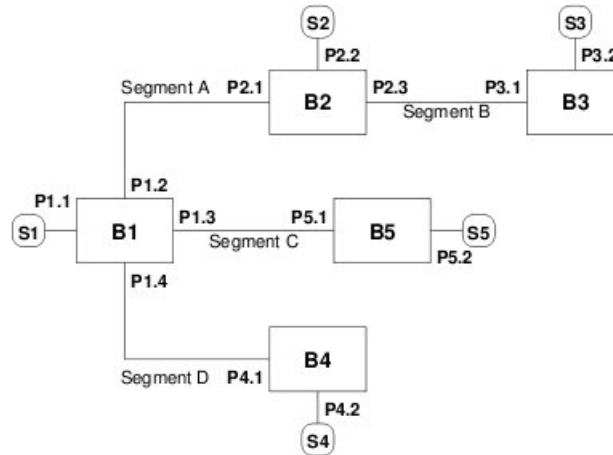 S2
S3
P2.2
P3.2
Segment A
P2.1
B2
P2.3
Segment B
P3.1
B3
P1.1
P1.2
S1
B1
P1.3
Segment C
P5.1
B5
S5
P5.2
P1.4
B4
Segment D
P4.1
P4.2
S4